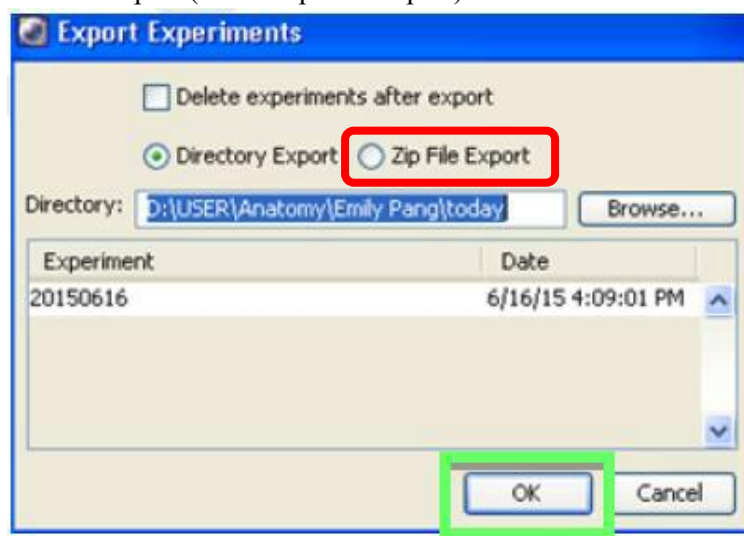 Export Experiments
Delete experiments after export
Directory Export Zip File Export
Directory: D:\USER\Anatomy\Emily Pang\today Browse...
Experiment Date
20150616 6/16/15 4:09:01 PM
OK Cancel